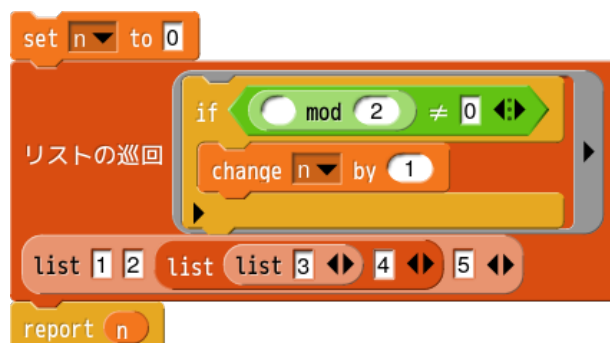 set n to 0
if mod 2 ≠ 0
リストの巡回
change n by 1
list 1 2 list list 3 4 5
report n